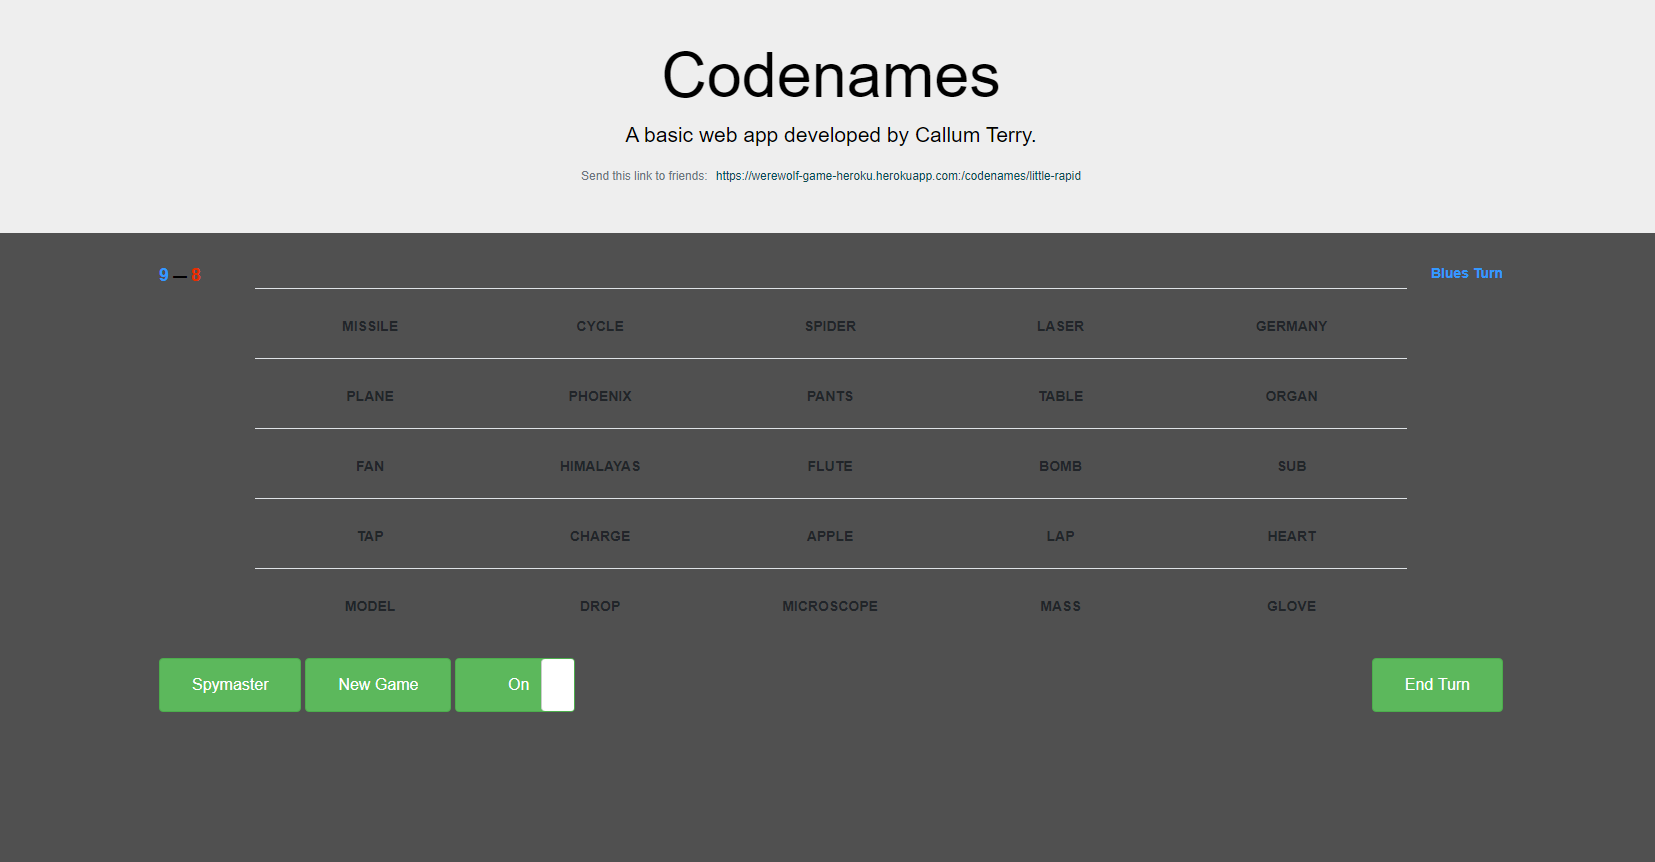 Codenames
A basic web app developed by Callum Terry.
Send this link to friends: https://werewolf-game-heroku.herokuapp.com:/codenames/little-rapid
9 — 8 Blues Turn
MISSILE CYCLE SPIDER LASER GERMANY
PLANE PHOENIX PANTS TABLE ORGAN
FAN HIMALAYAS FLUTE BOMB SUB
TAP CHARGE APPLE LAP HEART
MODEL DROP MICROSCOPE MASS GLOVE
Spymaster New Game On End Turn